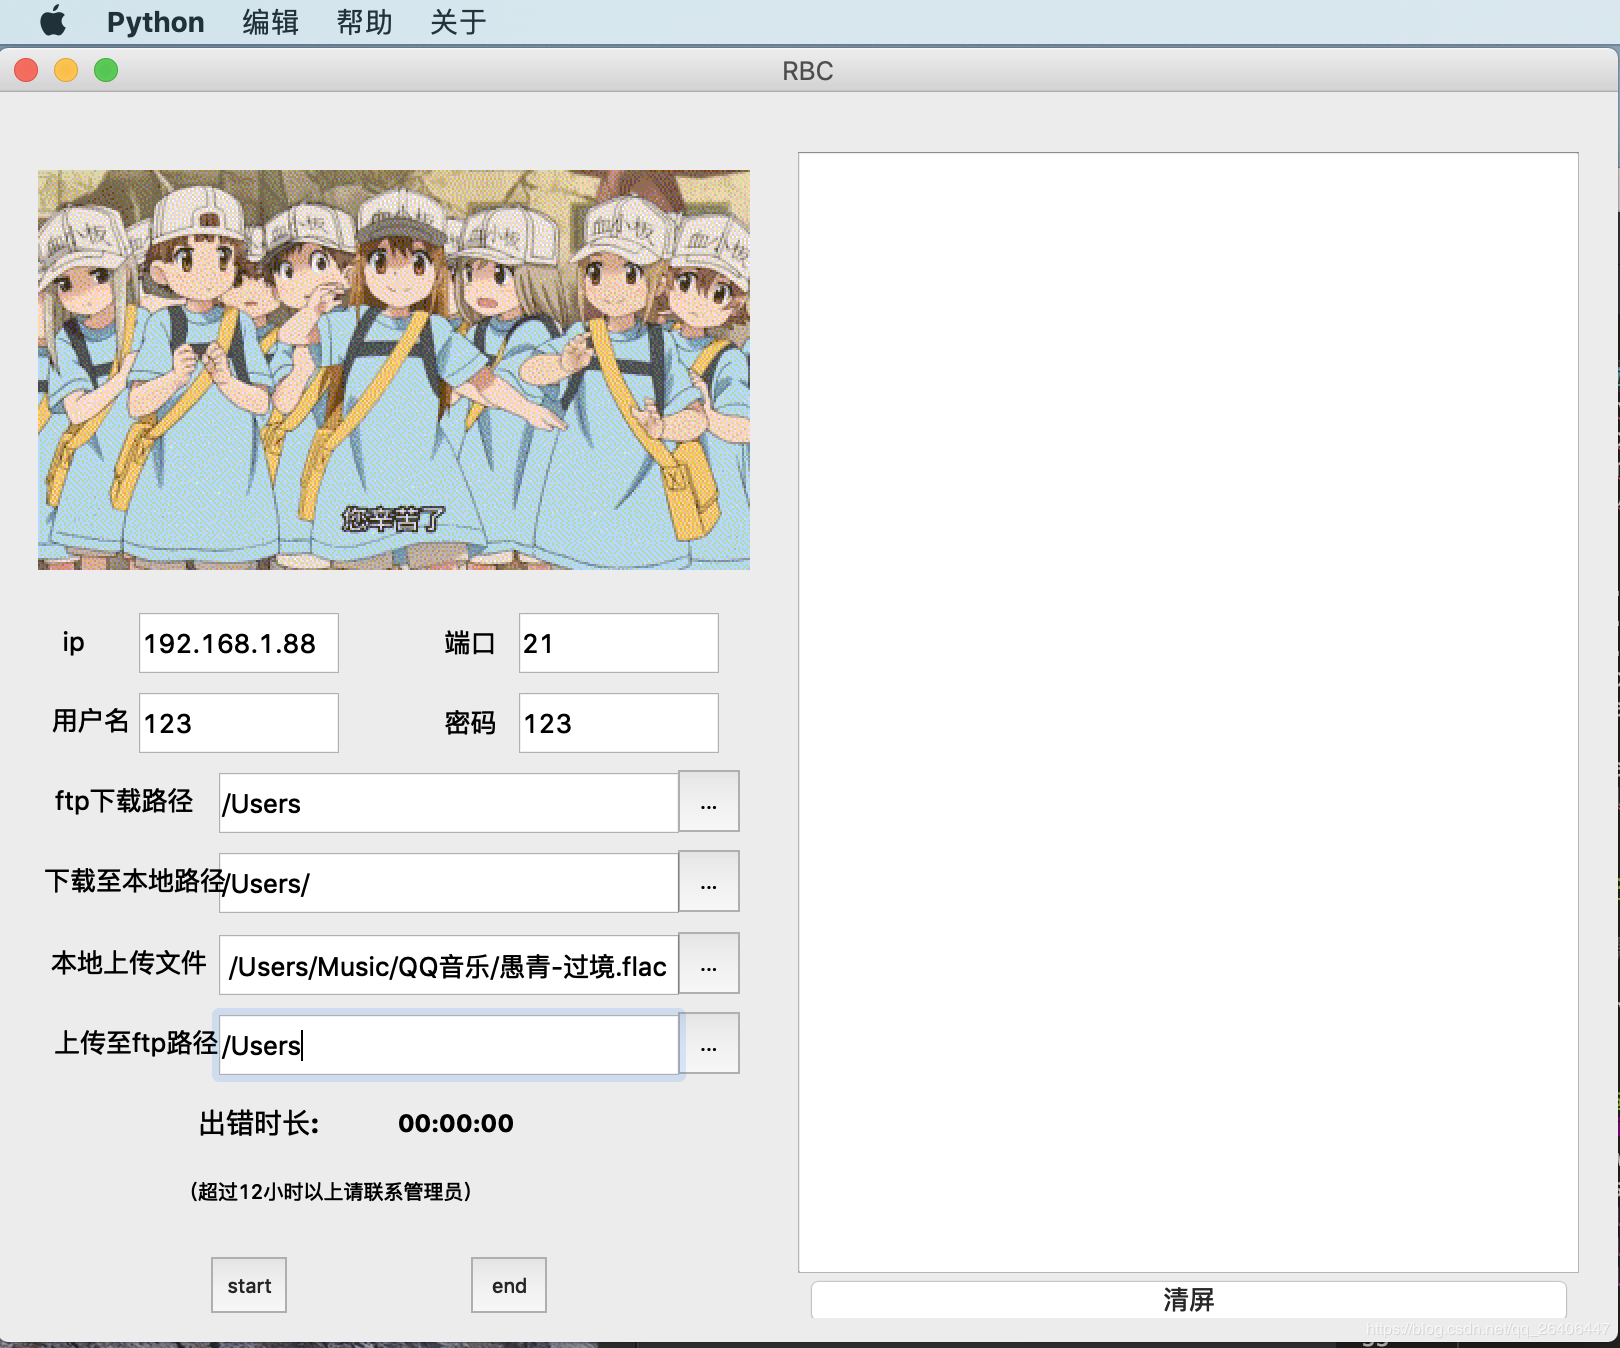 Python 编辑 帮助 关于
RBC
血小板 血小板 血小板 血小板 血小板 血小板
您辛苦了
ip 192.168.1.88 端口 21
用户名 123 密码 123
ftp下载路径 /Users ...
下载至本地路径 /Users/ ...
本地上传文件 /Users/Music/QQ音乐/愚青-过境.flac ...
上传至ftp路径 /Users ...
出错时长: 00:00:00
（超过12小时以上请联系管理员）
start end
清屏
https://blog.csdn.net/qq_26406447